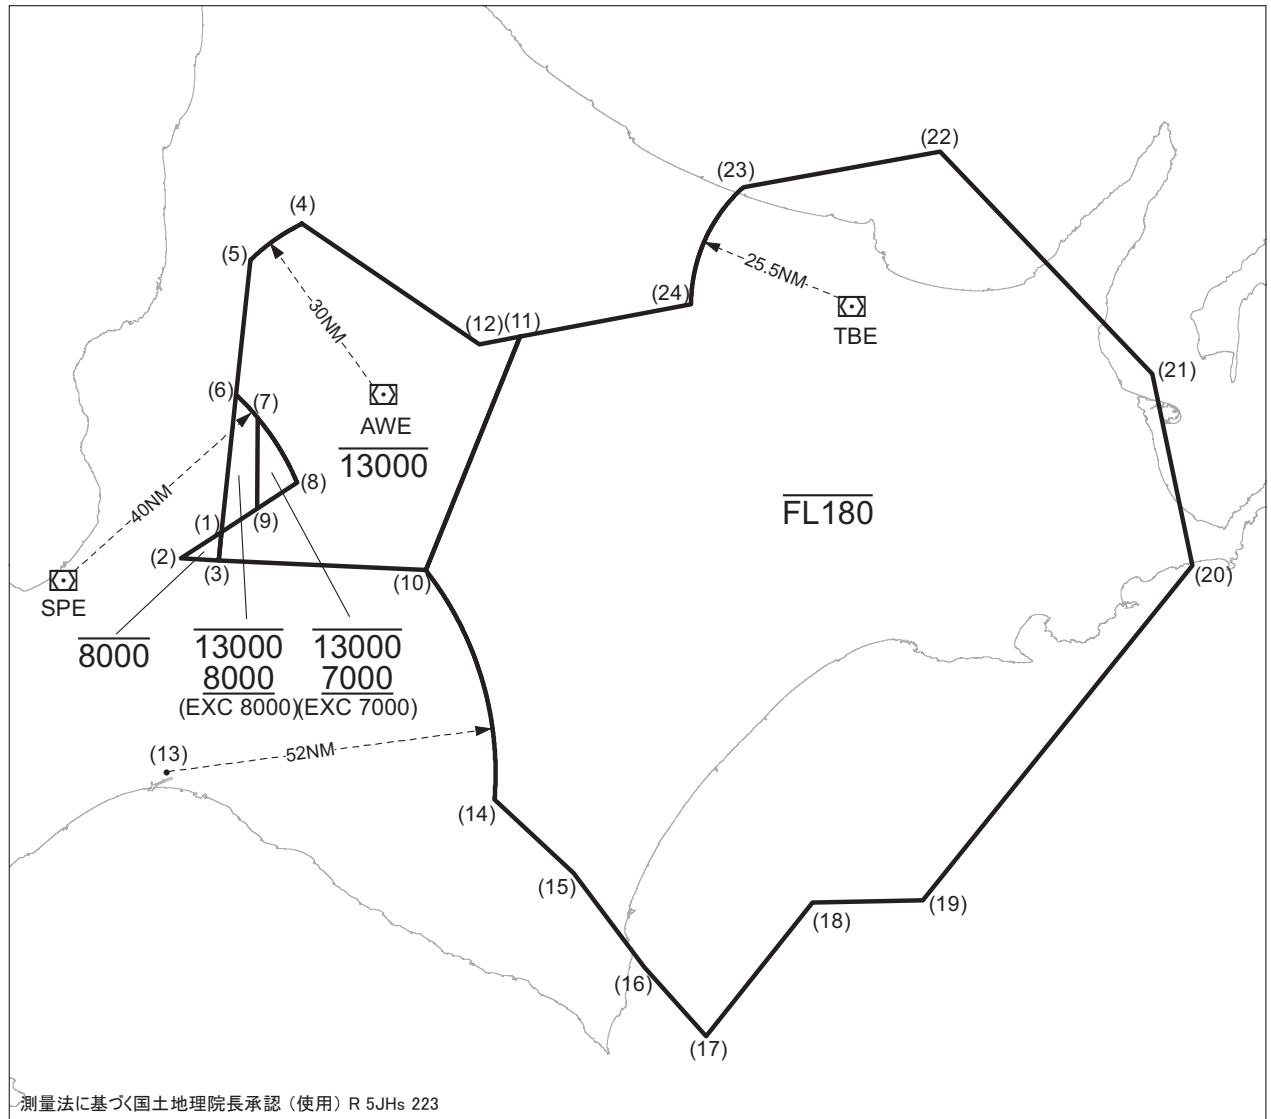 (22)
(23)
(4)
(5)
25.5NM
(24)
(12) (11)
30NM
TBE
(21)
(6)
(7)
AWE
13000
40NM
(8)
FL180
(1)
(9)
(2)
(3)
(10)
(20)
SPE
8000
13000
8000
(EXC 8000)
13000
7000
(EXC 7000)
(13)
52NM
(14)
(15)
(18)
(19)
(16)
(17)
測量法に基づく国土地理院長承認（使用）R 5JHs 223